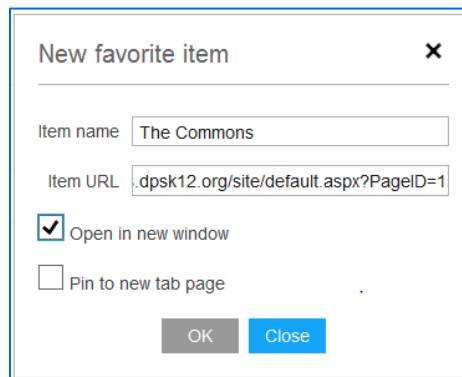 New favorite item
Item name The Commons
Item URL .dpsk12.org/site/default.aspx?PageID=1
Open in new window
Pin to new tab page
OK Close